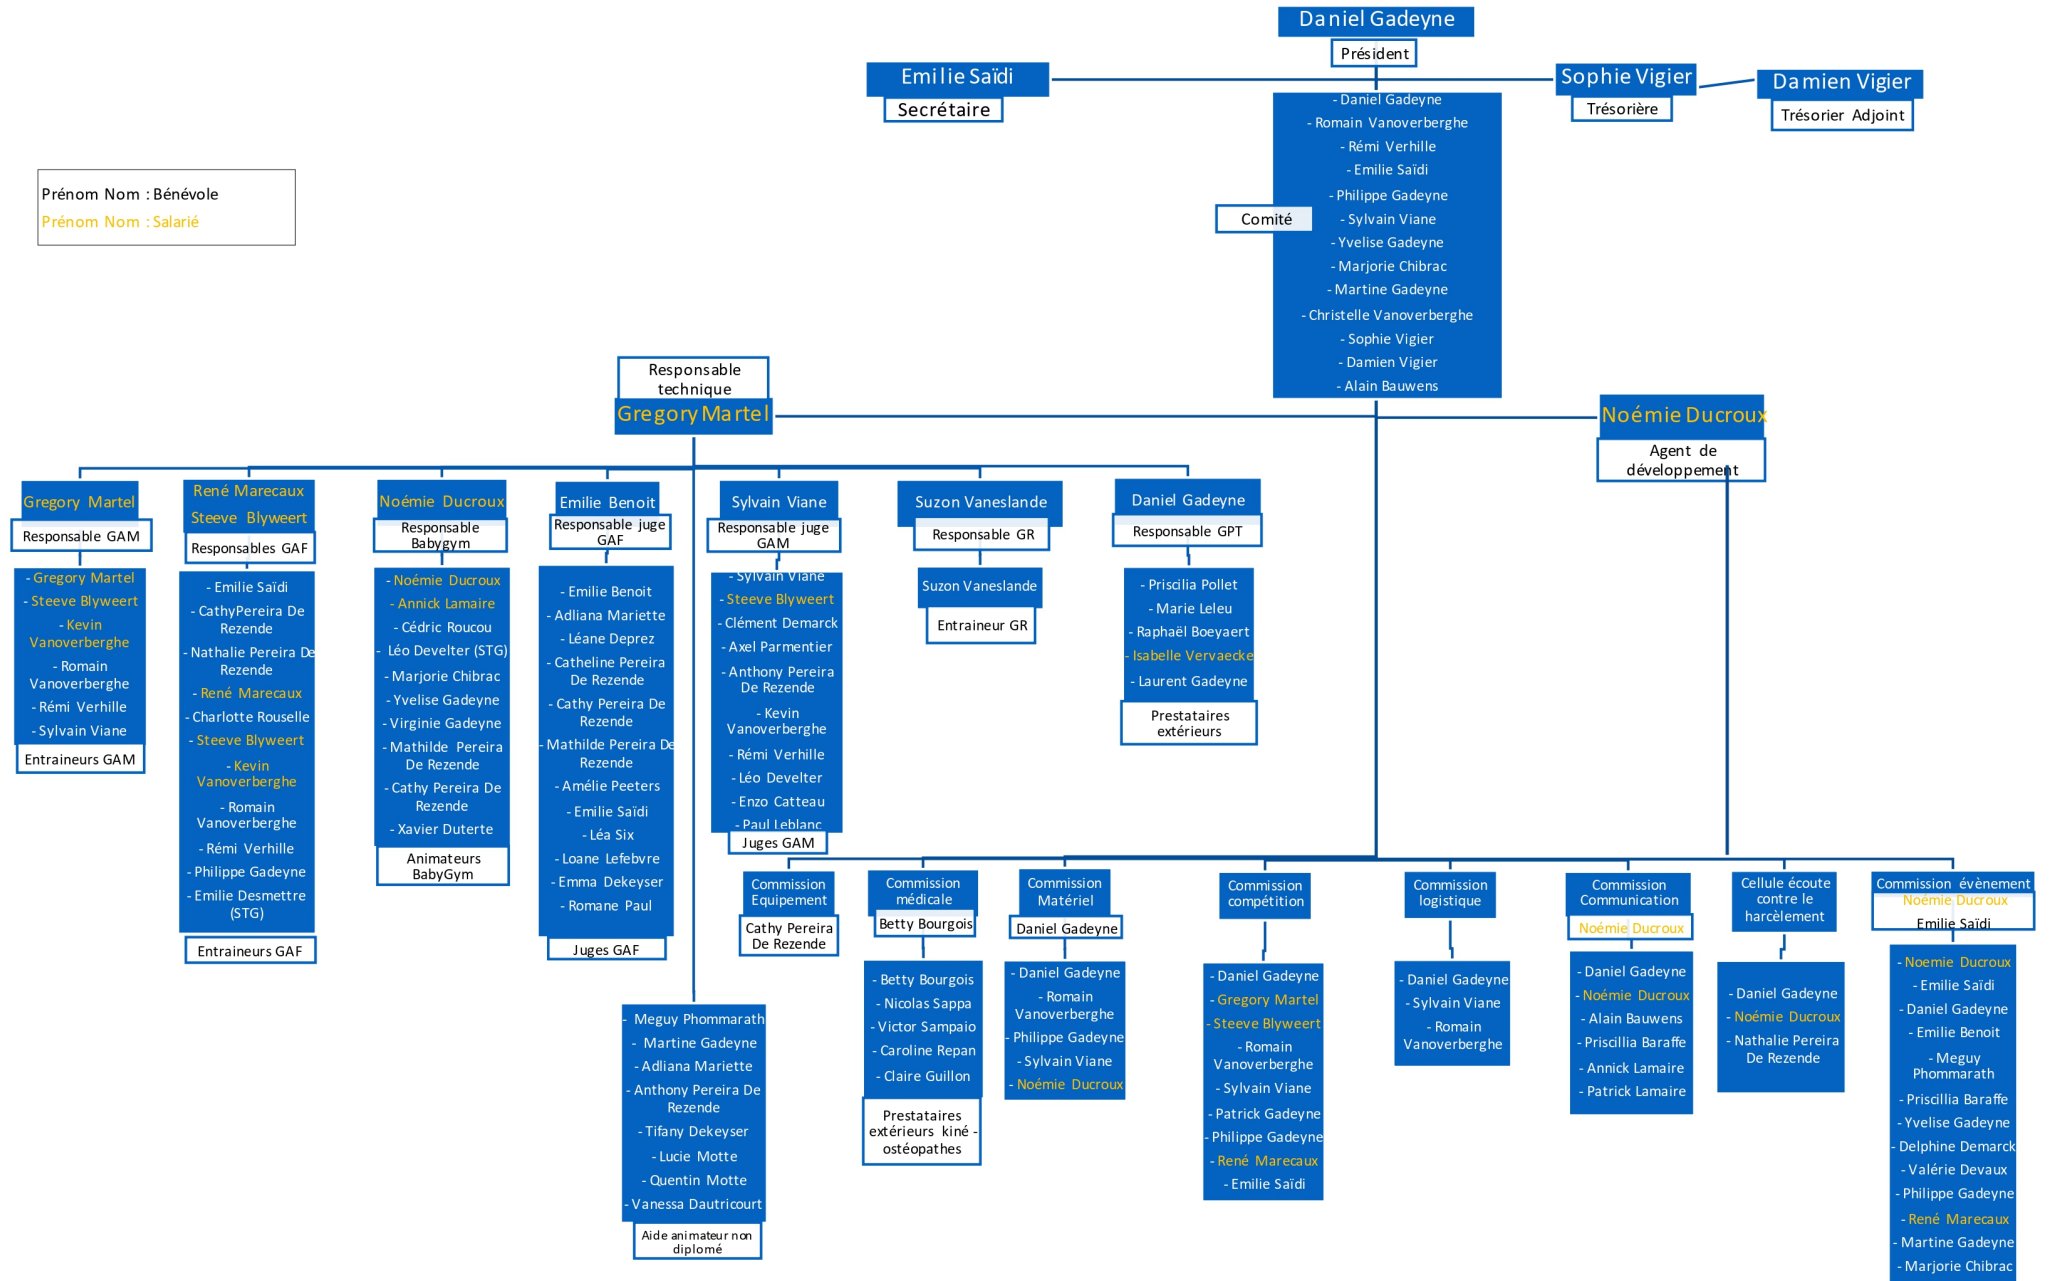 Daniel Gadeyne
Président
Emilie Saïdi
Secrétaire
Sophie Vigier
Trésorière
Damien Vigier
Trésorier Adjoint
Prénom Nom : Bénévole
Prénom Nom : Salarié
Comité
- Daniel Gadeyne
- Romain Vanoverberghe
- Rémi Verhille
- Emilie Saïdi
- Philippe Gadeyne
- Sylvain Viane
- Yvelise Gadeyne
- Marjorie Chibrac
- Martine Gadeyne
- Christelle Vanoverberghe
- Sophie Vigier
- Damien Vigier
- Alain Bauwens
Responsable
technique
Gregory Martel
Noémie Ducroux
Agent de
développement
Gregory Martel
Responsable GAM
- Gregory Martel
- Steeve Blyweert
- Kevin
Vanoverberghe
- Romain
Vanoverberghe
- Rémi Verhille
- Sylvain Viane
Entraineurs GAM
René Marecaux
Steeve Blyweert
Responsables GAF
- Emilie Saïdi
- CathyPereira De
Rezende
- Nathalie Pereira De
Rezende
- René Marecaux
- Charlotte Rouselle
- Steeve Blyweert
- Kevin
Vanoverberghe
- Romain
Vanoverberghe
- Rémi Verhille
- Philippe Gadeyne
- Emilie Desmettre
(STG)
Entraineurs GAF
Noémie Ducroux
Responsable
Babygym
- Noémie Ducroux
- Annick Lamaire
- Cédric Roucou
- Léo Develter (STG)
- Marjorie Chibrac
- Yvelise Gadeyne
- Virginie Gadeyne
- Mathilde Pereira
De Rezende
- Cathy Pereira De
Rezende
- Xavier Duterte
Animateurs
BabyGym
Emilie Benoit
Responsable juge
GAF
- Emilie Benoit
- Adliana Mariette
- Léane Deprez
- Catheline Pereira
De Rezende
- Cathy Pereira De
Rezende
- Mathilde Pereira De
Rezende
- Amélie Peeters
- Emilie Saïdi
- Léa Six
- Loane Lefebvre
- Emma Dekeyser
- Romane Paul
Juges GAF
Sylvain Viane
Responsable juge
GAM
- Sylvain Viane
- Steeve Blyweert
- Clément Demarck
- Axel Parmentier
- Anthony Pereira
De Rezende
- Kevin
Vanoverberghe
- Rémi Verhille
- Léo Develter
- Enzo Catteau
- Paul Leblanc
Juges GAM
Suzon Vaneslande
Responsable GR
Suzon Vaneslande
Entraineur GR
Daniel Gadeyne
Responsable GPT
- Priscilia Pollet
- Marie Leleu
- Raphaël Boeyaert
- Isabelle Vervaecke
- Laurent Gadeyne
Prestataires
extérieurs
- Meguy Phommarath
- Martine Gadeyne
- Adliana Mariette
- Anthony Pereira De
Rezende
- Tifany Dekeyser
- Lucie Motte
- Quentin Motte
- Vanessa Dautricourt
Aide animateur non
diplomé
Commission
Equipement
Cathy Pereira
De Rezende
Commission
médicale
Betty Bourgois
- Betty Bourgois
- Nicolas Sappa
- Victor Sampaio
- Caroline Repan
- Claire Guillon
Prestataires
extérieurs kiné -
ostéopathes
Commission
Matériel
Daniel Gadeyne
- Daniel Gadeyne
- Romain
Vanoverberghe
- Philippe Gadeyne
- Sylvain Viane
- Noémie Ducroux
Commission
compétition
- Daniel Gadeyne
- Gregory Martel
- Steeve Blyweert
- Romain
Vanoverberghe
- Sylvain Viane
- Patrick Gadeyne
- Philippe Gadeyne
- René Marecaux
- Emilie Saïdi
Commission
logistique
- Daniel Gadeyne
- Sylvain Viane
- Romain
Vanoverberghe
Commission
Communication
Noémie Ducroux
- Daniel Gadeyne
- Noémie Ducroux
- Alain Bauwens
- Priscillia Baraffe
- Annick Lamaire
- Patrick Lamaire
Cellule écoute
contre le
harcèlement
- Daniel Gadeyne
- Noémie Ducroux
- Nathalie Pereira
De Rezende
Commission évènement
Noémie Ducroux
Emilie Saïdi
- Noemie Ducroux
- Emilie Saïdi
- Daniel Gadeyne
- Emilie Benoit
- Meguy
Phommarath
- Priscillia Baraffe
- Yvelise Gadeyne
- Delphine Demarck
- Valérie Devaux
- Philippe Gadeyne
- René Marecaux
- Martine Gadeyne
- Marjorie Chibrac